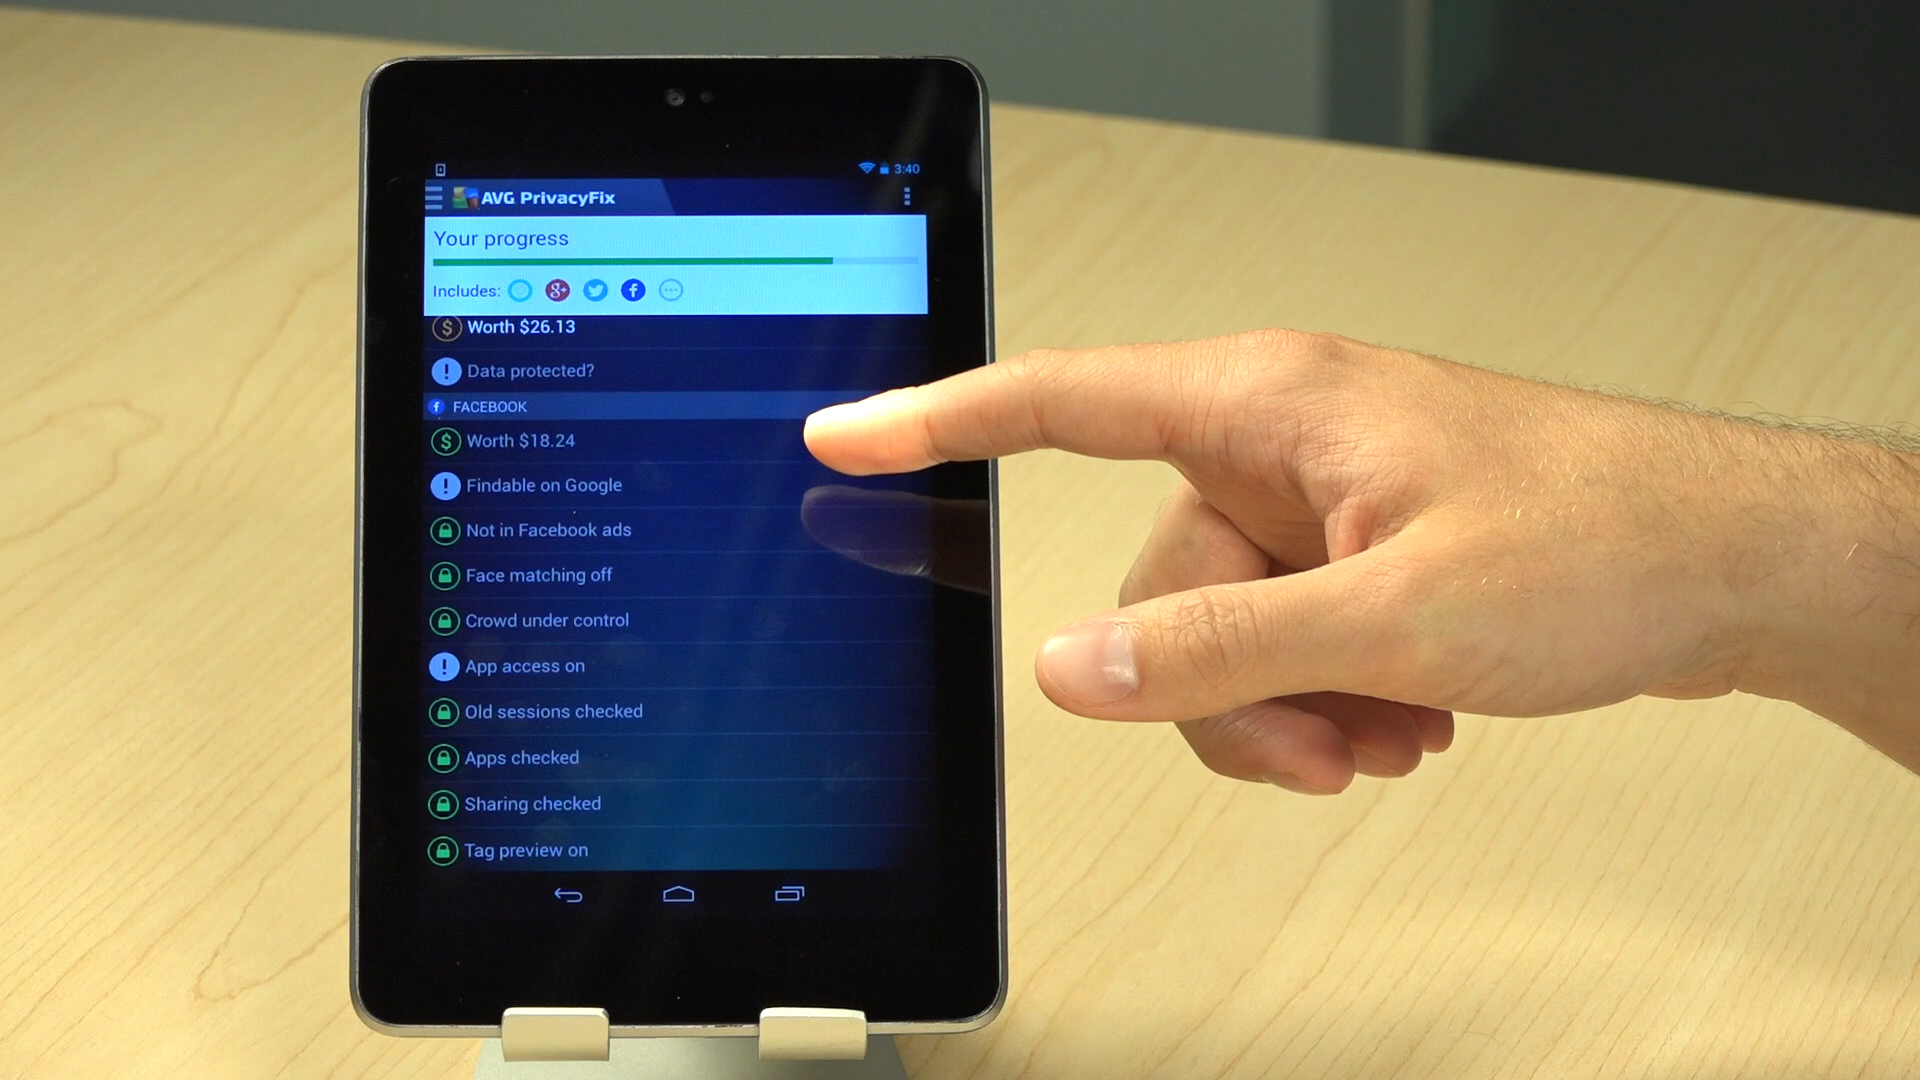 3:40
AVG PrivacyFix
Your progress
Includes: g+ f
$ Worth $26.13
! Data protected?
f FACEBOOK
$ Worth $18.24
! Findable on Google
Not in Facebook ads
Face matching off
Crowd under control
! App access on
Old sessions checked
Apps checked
Sharing checked
Tag preview on